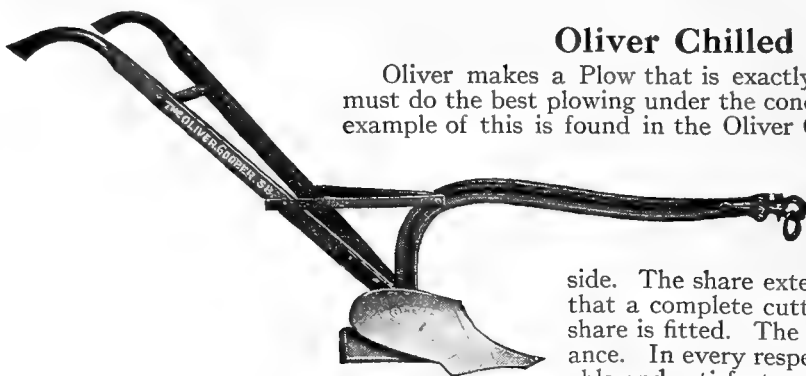 Oliver Chilled
Oliver makes a Plow that is exactly
must do the best plowing under the conc
example of this is found in the Oliver C
THE OLIVER. GOOPER. SB.
side. The share exte
that a complete cutt
share is fitted. The
ance. In every respe